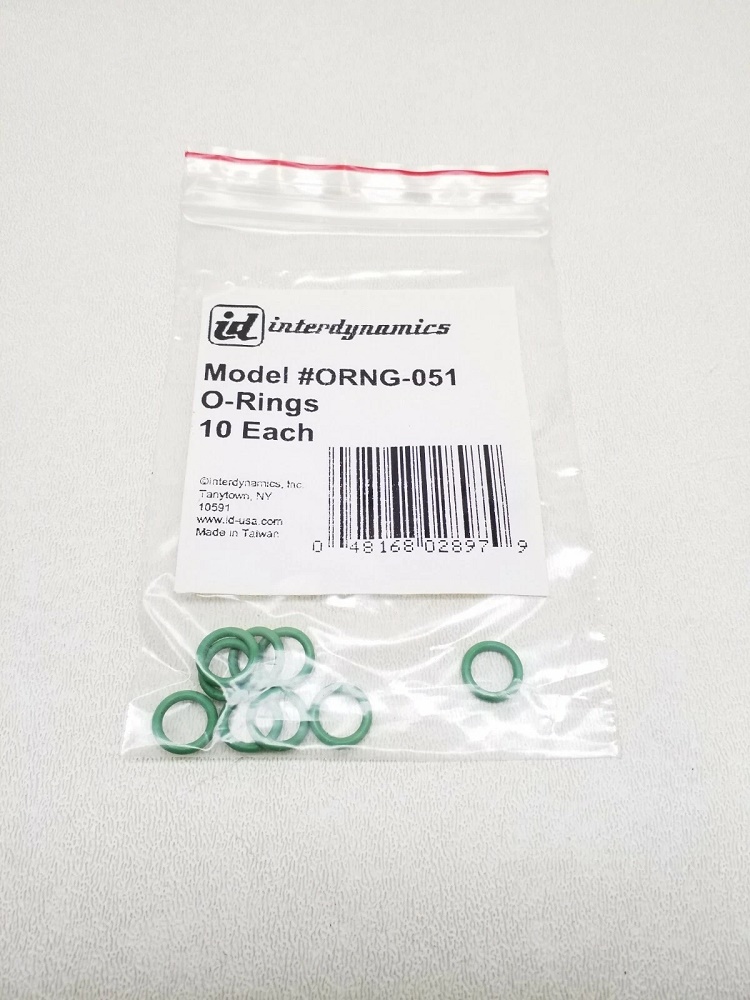 id interdynamics
Model #ORNG-051
O-Rings
10 Each
©Interdynamics, Inc.
Tarrytown, NY
10591
www.id-usa.com
Made in Taiwan
0 48168 02897 9